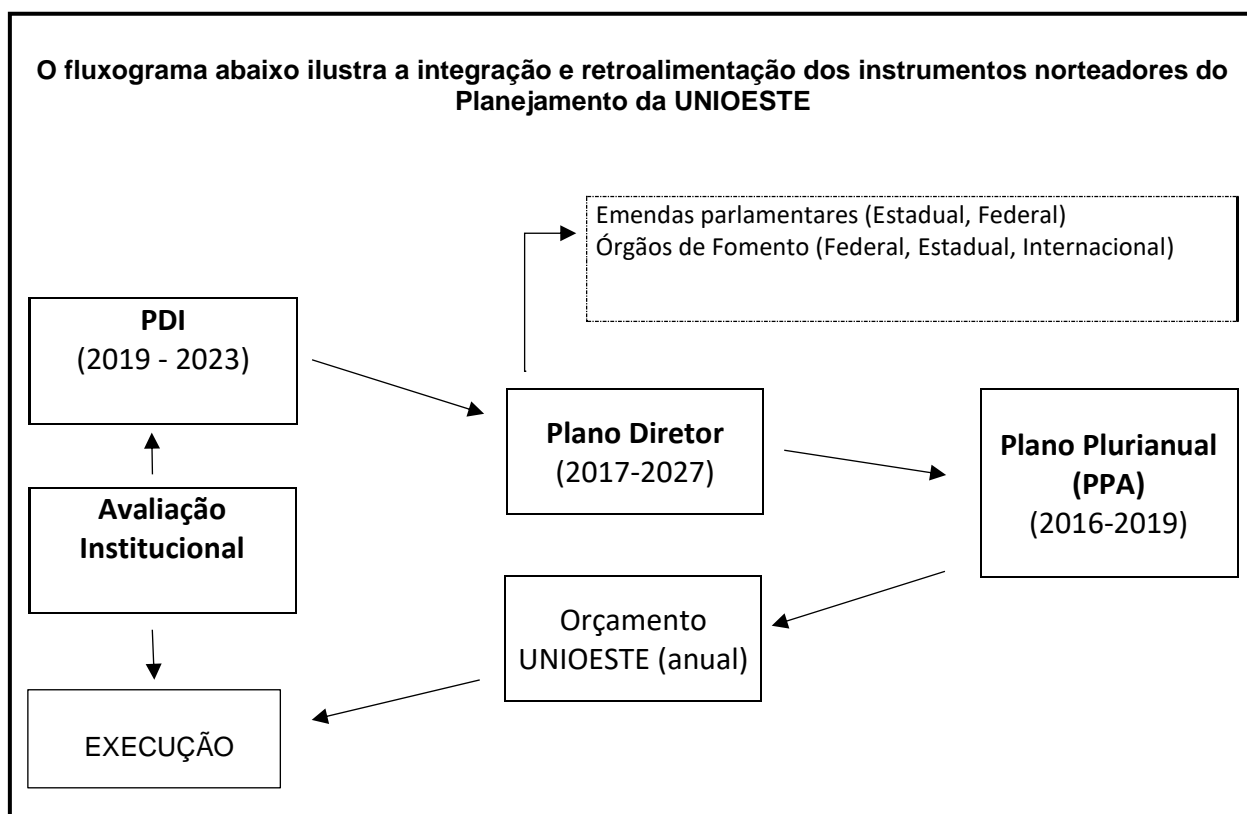 O fluxograma abaixo ilustra a integração e retroalimentação dos instrumentos norteadores do
Planejamento da UNIOESTE
Emendas parlamentares (Estadual, Federal)
Órgãos de Fomento (Federal, Estadual, Internacional)
PDI
(2019 - 2023)
Plano Diretor
(2017-2027)
Plano Plurianual
(PPA)
(2016-2019)
Avaliação
Institucional
Orçamento
UNIOESTE (anual)
EXECUÇÃO